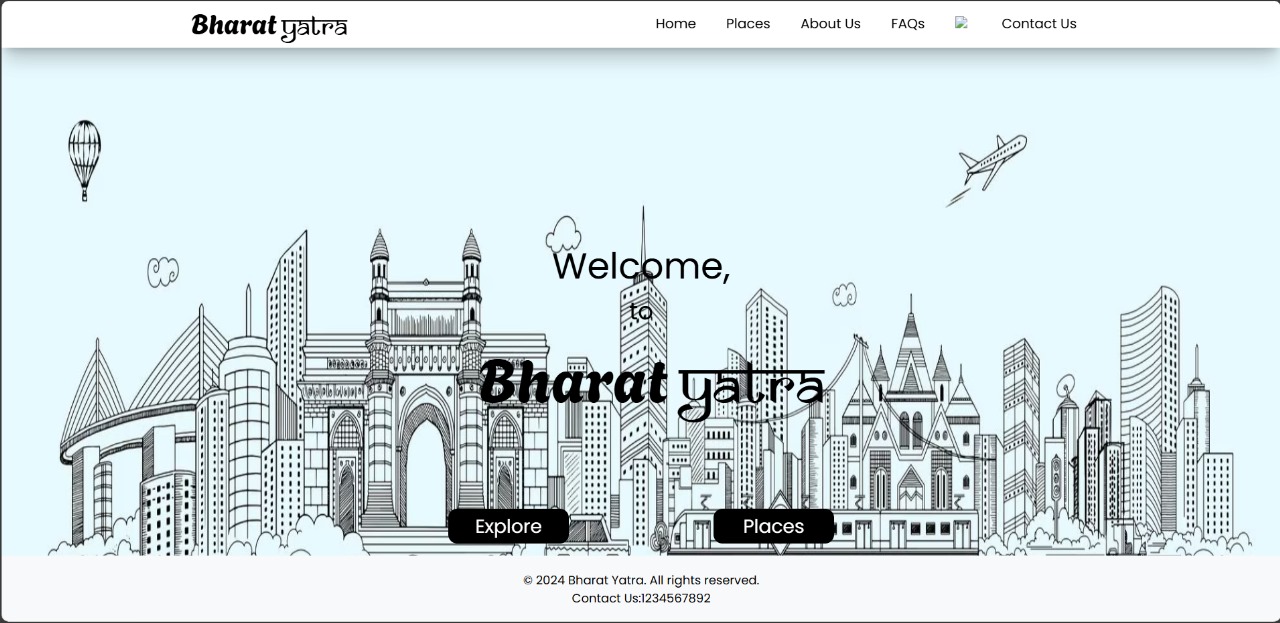 Bharat yatra
Home Places About Us FAQs Contact Us
Welcome,
to
Bharat yatra
Explore Places
© 2024 Bharat Yatra. All rights reserved.
Contact Us:1234567892